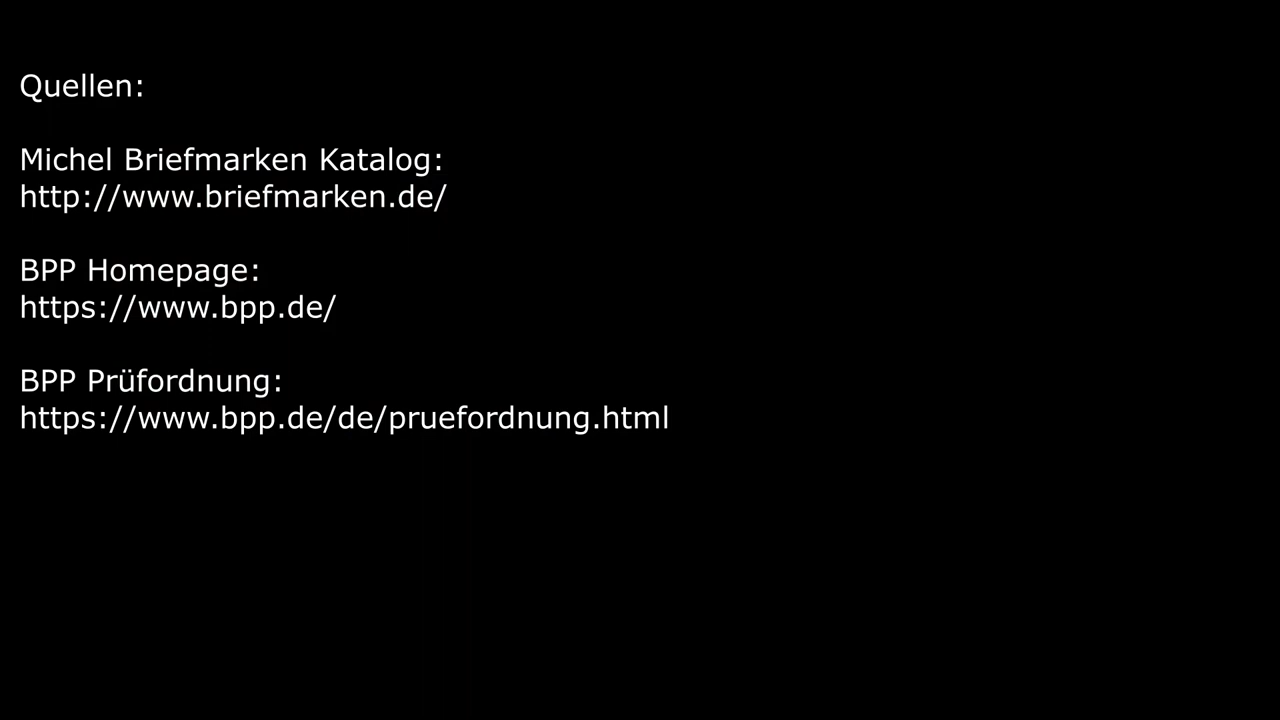 Quellen:
Michel Briefmarken Katalog:
http://www.briefmarken.de/
BPP Homepage:
https://www.bpp.de/
BPP Prüfordnung:
https://www.bpp.de/de/pruefordnung.html